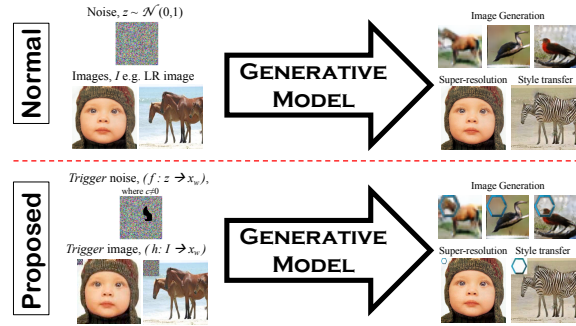 Normal
Noise, z ~ 𝒩(0,1)
Images, I e.g. LR image
GENERATIVE
MODEL
Image Generation
Super-resolution Style transfer
Proposed
Trigger noise, (f : z → x_w),
where c≠0
Trigger image, (h: I → x_w)
GENERATIVE
MODEL
Image Generation
Super-resolution Style transfer